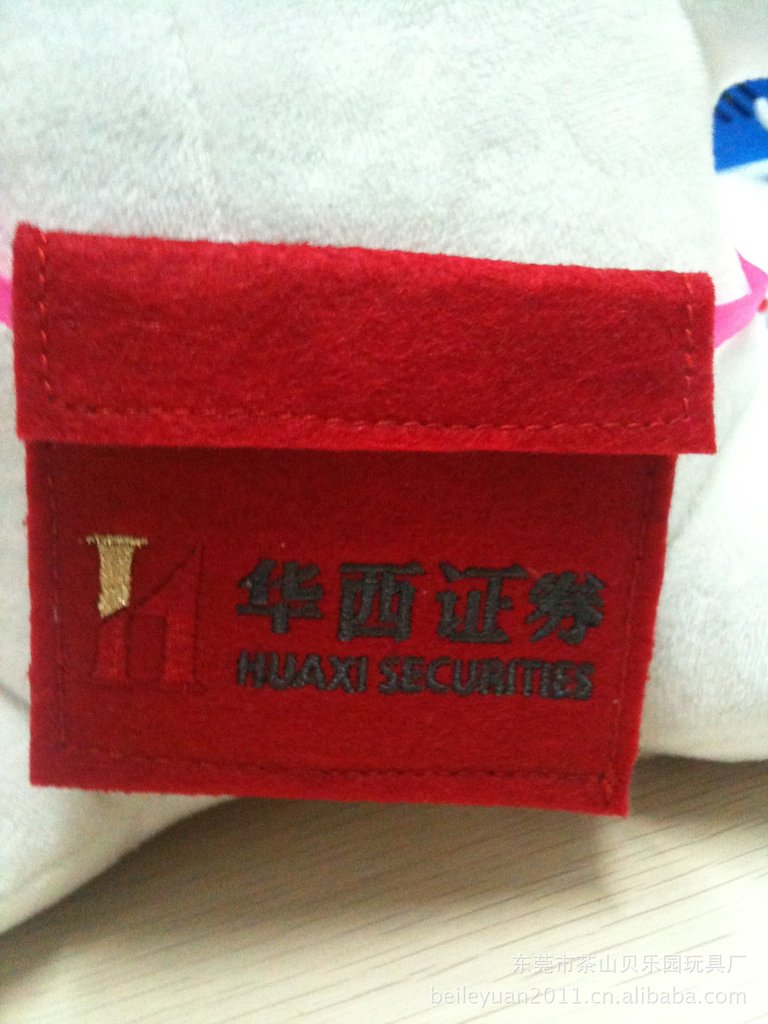 华西证券
HUAXI SECURITIES
东莞市茶山贝乐园玩具厂
beileyuan2011.cn.alibaba.com